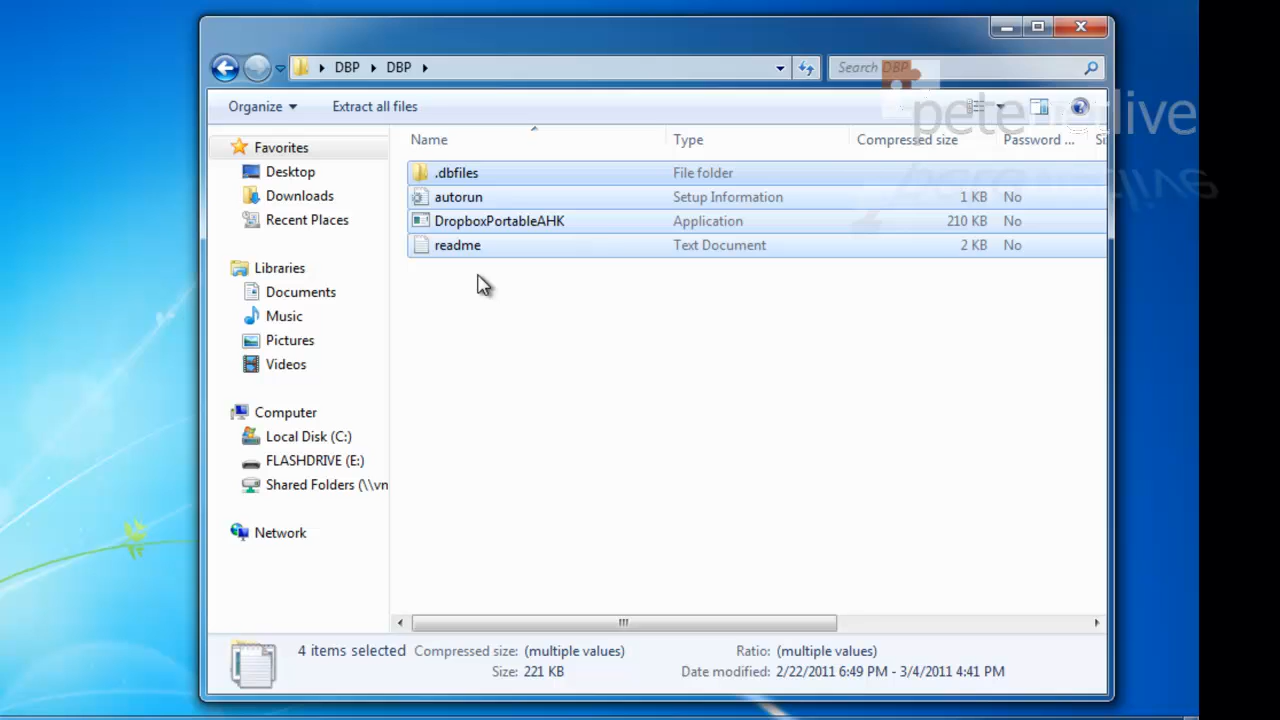 DBP DBP
Search DBP
Organize Extract all files
petenetlive
Name Type Compressed size Password ... Si
Favorites
Desktop
Downloads
Recent Places
Libraries
Documents
Music
Pictures
Videos
Computer
Local Disk (C:)
FLASHDRIVE (E:)
Shared Folders (\\vn
Network
.dbfiles File folder
autorun Setup Information 1 KB No
DropboxPortableAHK Application 210 KB No
readme Text Document 2 KB No
4 items selected Compressed size: (multiple values) Ratio: (multiple values)
Size: 221 KB Date modified: 2/22/2011 6:49 PM - 3/4/2011 4:41 PM